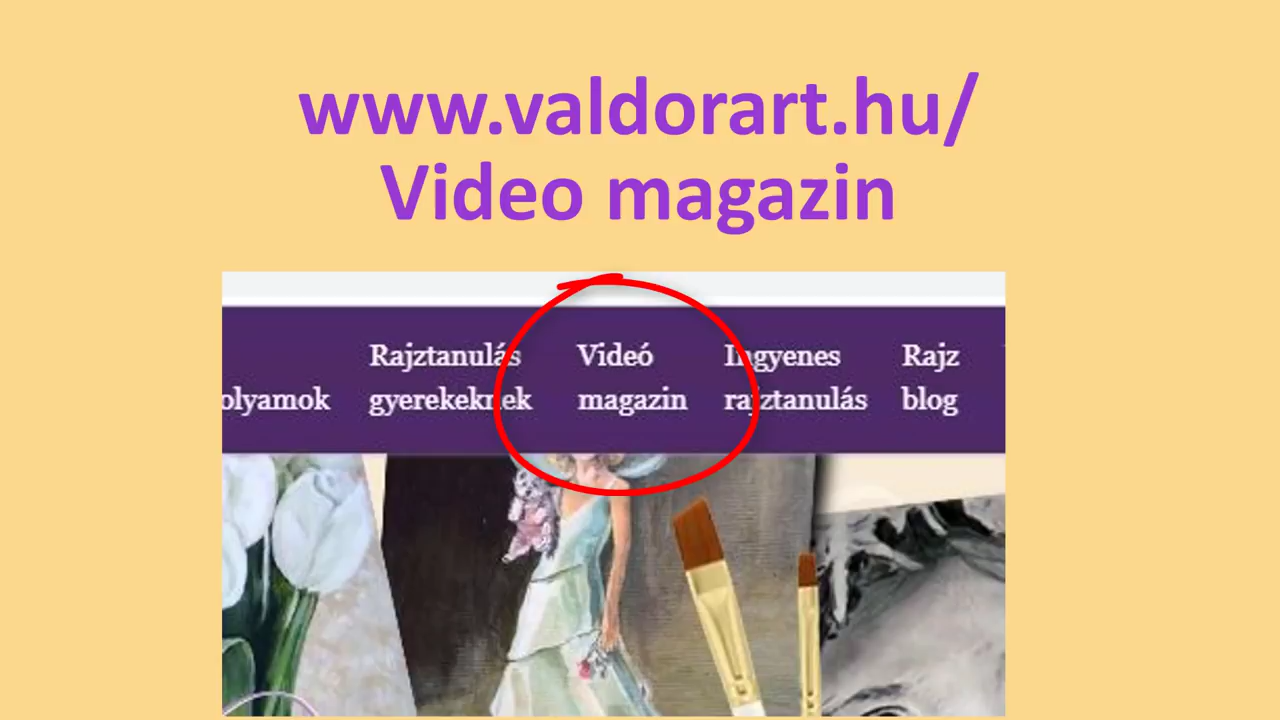 www.valdorart.hu/
Video magazin
Rajztanulás Videó Ingyenes Rajz
olyamok gyerekeknek magazin rajztanulás blog